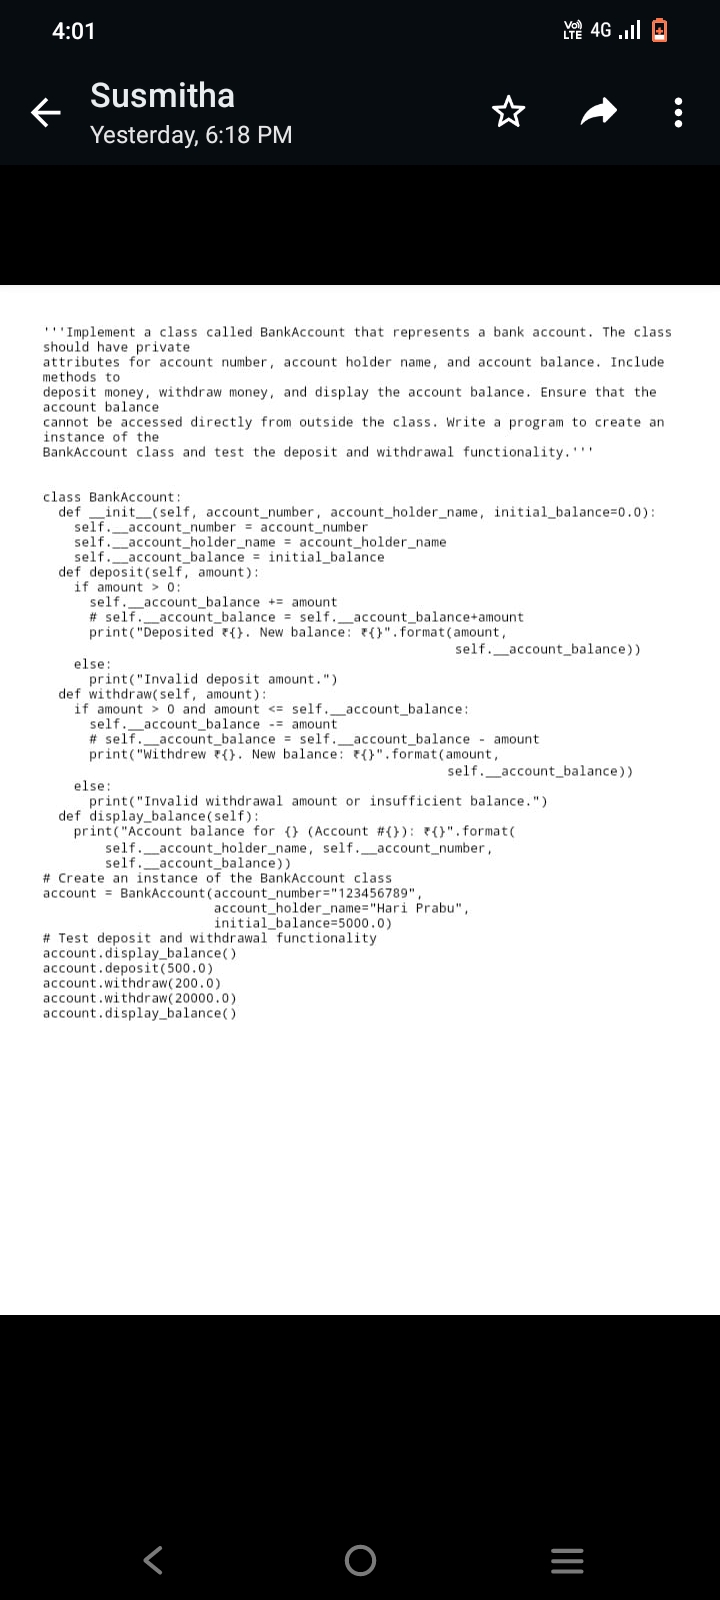 4:01
Vo) LTE 4G
Susmitha
Yesterday, 6:18 PM
'''Implement a class called BankAccount that represents a bank account. The class
should have private
attributes for account number, account holder name, and account balance. Include
methods to
deposit money, withdraw money, and display the account balance. Ensure that the
account balance
cannot be accessed directly from outside the class. Write a program to create an
instance of the
BankAccount class and test the deposit and withdrawal functionality.'''
class BankAccount:
  def __init__(self, account_number, account_holder_name, initial_balance=0.0):
    self.__account_number = account_number
    self.__account_holder_name = account_holder_name
    self.__account_balance = initial_balance
  def deposit(self, amount):
    if amount > 0:
      self.__account_balance += amount
      # self.__account_balance = self.__account_balance+amount
      print("Deposited ₹{}. New balance: ₹{}".format(amount,
                                                     self.__account_balance))
    else:
      print("Invalid deposit amount.")
  def withdraw(self, amount):
    if amount > 0 and amount <= self.__account_balance:
      self.__account_balance -= amount
      # self.__account_balance = self.__account_balance - amount
      print("Withdrew ₹{}. New balance: ₹{}".format(amount,
                                                    self.__account_balance))
    else:
      print("Invalid withdrawal amount or insufficient balance.")
  def display_balance(self):
    print("Account balance for {} (Account #{}): ₹{}".format(
        self.__account_holder_name, self.__account_number,
        self.__account_balance))
# Create an instance of the BankAccount class
account = BankAccount(account_number="123456789",
                      account_holder_name="Hari Prabu",
                      initial_balance=5000.0)
# Test deposit and withdrawal functionality
account.display_balance()
account.deposit(500.0)
account.withdraw(200.0)
account.withdraw(20000.0)
account.display_balance()